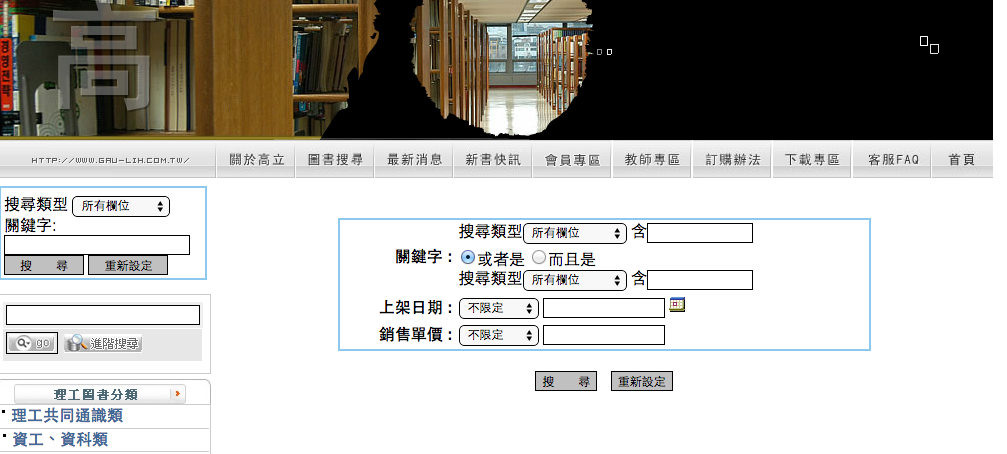 高
경영전략
HTTP://WWW.GAU-LIH.COM.TW/ 關於高立 圖書搜尋 最新消息 新書快訊 會員專區 教師專區 訂購辦法 下載專區 客服FAQ 首頁
搜尋類型 所有欄位
關鍵字:
搜 尋 重新設定
go 進階搜尋
理工圖書分類
理工共同通識類
資工、資科類
搜尋類型 所有欄位 含
關鍵字： 或者是 而且是
搜尋類型 所有欄位 含
上架日期： 不限定
銷售單價： 不限定
搜 尋 重新設定